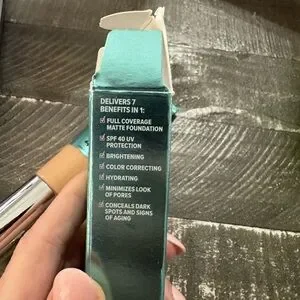 DELIVERS 7
BENEFITS IN 1:
FULL COVERAGE
MATTE FOUNDATION
SPF 40 UV
PROTECTION
BRIGHTENING
COLOR CORRECTING
HYDRATING
MINIMIZES LOOK
OF PORES
CONCEALS DARK
SPOTS AND SIGNS
OF AGING